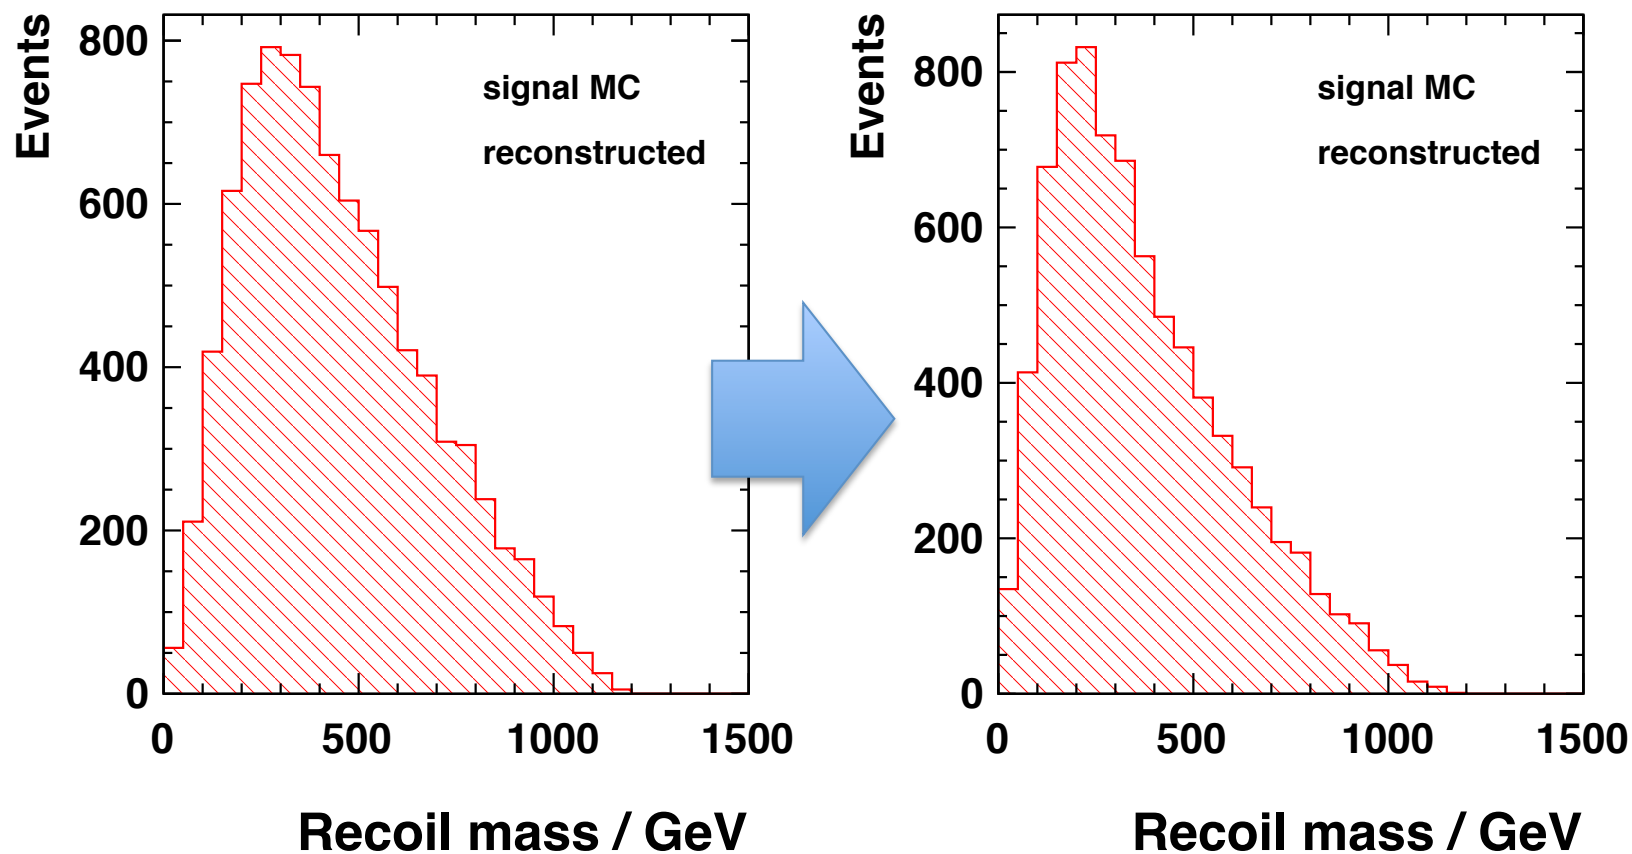 Events
800
600
400
200
0
signal MC
reconstructed
0 500 1000 1500
Recoil mass / GeV
Events
800
600
400
200
0
signal MC
reconstructed
0 500 1000 1500
Recoil mass / GeV